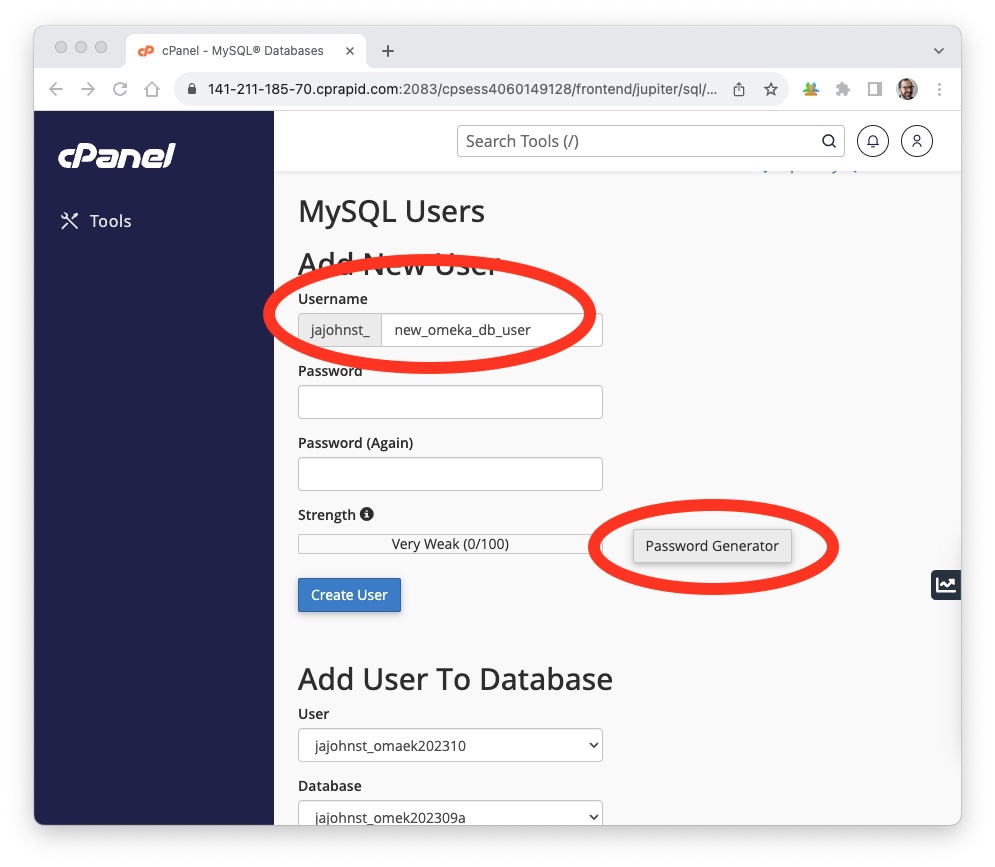 cPanel - MySQL® Databases
141-211-185-70.cprapid.com:2083/cpsess4060149128/frontend/jupiter/sql/...
cPanel
Search Tools (/)
Tools
MySQL Users
Add New User
Username
jajohnst_ new_omeka_db_user
Password
Password (Again)
Strength
Very Weak (0/100)
Password Generator
Create User
Add User To Database
User
jajohnst_omaek202310
Database
jajohnst_omek202309a